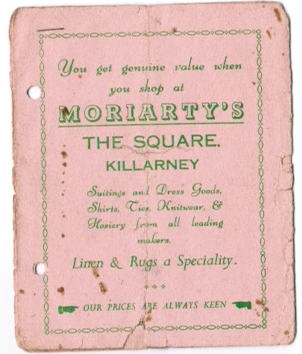 You get genuine value when
you shop at
MORIARTY'S
THE SQUARE,
KILLARNEY
Suitings and Dress Goods,
Shirts, Ties, Knitwear, &
Hosiery from all leading
makers.
Linen & Rugs a Speciality.
OUR PRICES ARE ALWAYS KEEN